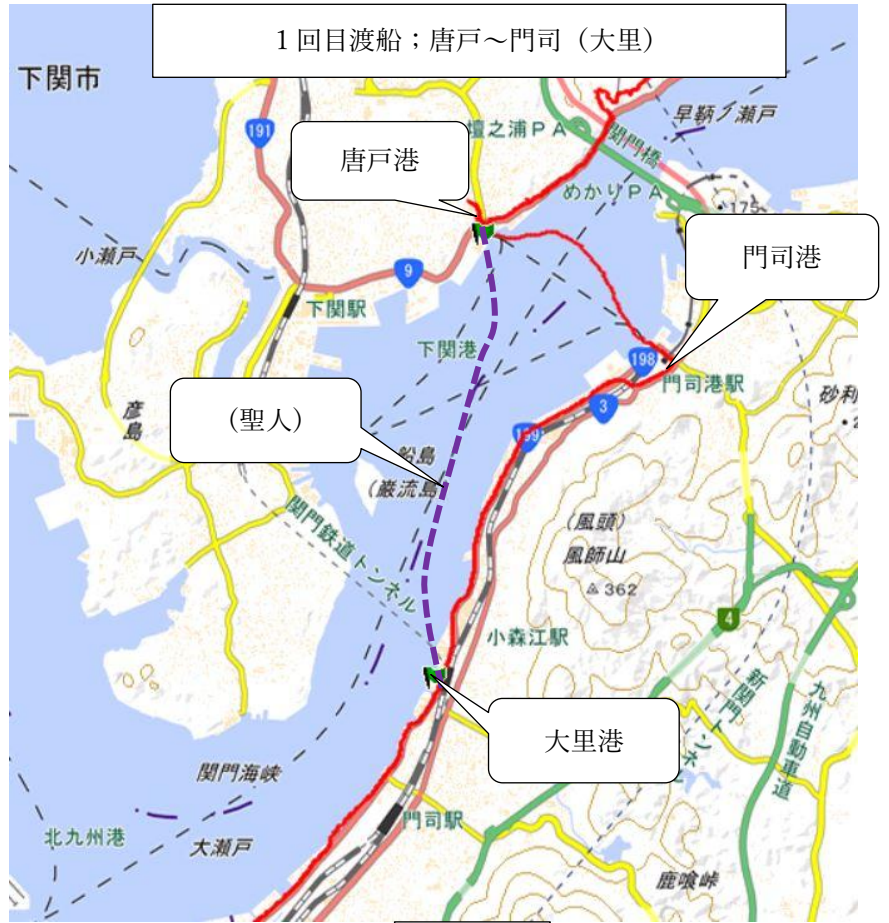 1回目渡船；唐戸～門司（大里）
下関市
早鞆ノ瀬戸
191
壇之浦PA
関門橋
唐戸港
めかりPA
175
小瀬戸
門司港
9
下関駅
下関港
198
門司港駅
砂利
3
彦島
(聖人)
199
船島
(巌流島)
(風頭)
風師山
関門鉄道トンネル
362
4
小森江駅
新関門トンネル
九州自動車道
大里港
関門海峡
門司駅
北九州港
大瀬戸
鹿喰峠